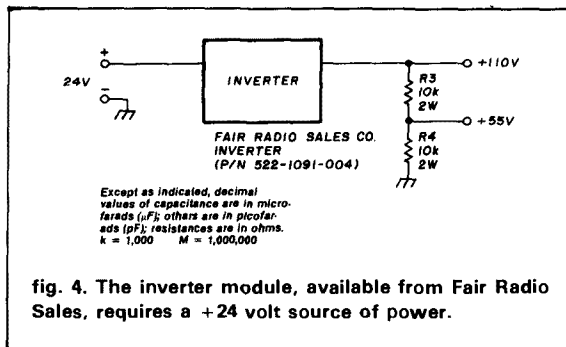 +
24V
-
INVERTER
FAIR RADIO SALES CO.
INVERTER
(P/N 522-1091-004)
+110V
R3
10k
2W
+55V
R4
10k
2W
Except as indicated, decimal
values of capacitance are in micro-
farads (μF); others are in picofar-
ads (pF); resistances are in ohms.
k = 1,000 M = 1,000,000
fig. 4. The inverter module, available from Fair Radio
Sales, requires a +24 volt source of power.